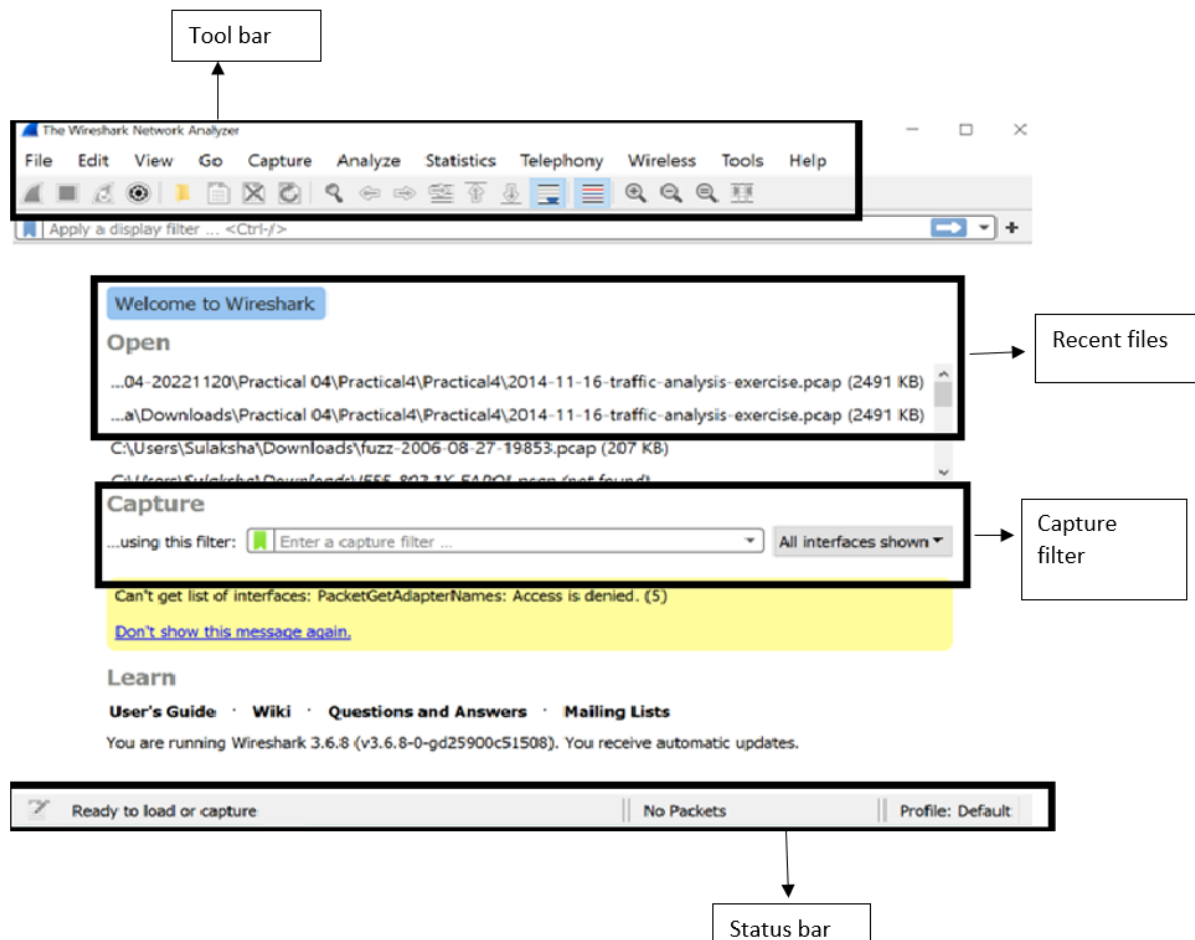 Tool bar
The Wireshark Network Analyzer
File Edit View Go Capture Analyze Statistics Telephony Wireless Tools Help
Apply a display filter ... <Ctrl-/>
Welcome to Wireshark
Open
Recent files
...04-20221120\Practical 04\Practical4\Practical4\2014-11-16-traffic-analysis-exercise.pcap (2491 KB)
...a\Downloads\Practical 04\Practical4\Practical4\2014-11-16-traffic-analysis-exercise.pcap (2491 KB)
C:\Users\Sulaksha\Downloads\fuzz-2006-08-27-19853.pcap (207 KB)
C:\Users\Sulaksha\Downloads\ (not found)
Capture
Capture
filter
...using this filter: Enter a capture filter ... All interfaces shown
Can't get list of interfaces: PacketGetAdapterNames: Access is denied. (5)
Don't show this message again.
Learn
User's Guide · Wiki · Questions and Answers · Mailing Lists
You are running Wireshark 3.6.8 (v3.6.8-0-gd25900c51508). You receive automatic updates.
Ready to load or capture No Packets Profile: Default
Status bar